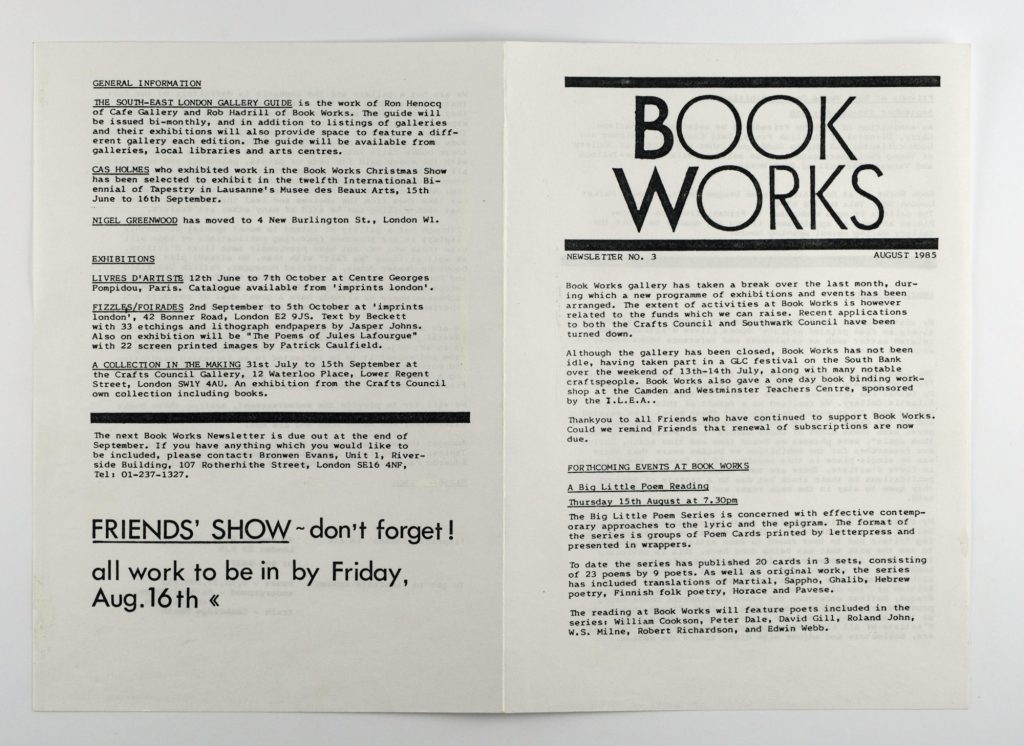 GENERAL INFORMATION
THE SOUTH-EAST LONDON GALLERY GUIDE is the work of Ron Henocq
of Cafe Gallery and Rob Hadrill of Book Works. The guide will
be issued bi-monthly, and in addition to listings of galleries
and their exhibitions will also provide space to feature a diff-
erent gallery each edition. The guide will be available from
galleries, local libraries and arts centres.
CAS HOLMES who exhibited work in the Book Works Christmas Show
has been selected to exhibit in the twelfth International Bi-
ennial of Tapestry in Lausanne's Musee des Beaux Arts, 15th
June to 16th September.
NIGEL GREENWOOD has moved to 4 New Burlington St., London W1.
EXHIBITIONS
LIVRES D'ARTISTE 12th June to 7th October at Centre Georges
Pompidou, Paris. Catalogue available from 'imprints london'.
FIZZLES/FOIRADES 2nd September to 5th October at 'imprints
london', 42 Bonner Road, London E2 9JS. Text by Beckett
with 33 etchings and lithograph endpapers by Jasper Johns.
Also on exhibition will be "The Poems of Jules Lafourgue"
with 22 screen printed images by Patrick Caulfield.
A COLLECTION IN THE MAKING 31st July to 15th September at
the Crafts Council Gallery, 12 Waterloo Place, Lower Regent
Street, London SW1Y 4AU. An exhibition from the Crafts Council
own collection including books.
The next Book Works Newsletter is due out at the end of
September. If you have anything which you would like to
be included, please contact: Bronwen Evans, Unit 1, River-
side Building, 107 Rotherhithe Street, London SE16 4NF,
Tel: 01-237-1327.
FRIENDS' SHOW ~ don't forget!
all work to be in by Friday,
Aug.16th «
BOOK
WORKS
NEWSLETTER NO. 3 AUGUST 1985
Book Works gallery has taken a break over the last month, dur-
ing which a new programme of exhibitions and events has been
arranged. The extent of activities at Book Works is however
related to the funds which we can raise. Recent applications
to both the Crafts Council and Southwark Council have been
turned down.
Although the gallery has been closed, Book Works has not been
idle, having taken part in a GLC festival on the South Bank
over the weekend of 13th-14th July, along with many notable
craftspeople. Book Works also gave a one day book binding work-
shop at the Camden and Westminster Teachers Centre, sponsored
by the I.L.E.A..
Thankyou to all Friends who have continued to support Book Works.
Could we remind Friends that renewal of subscriptions are now
due.
FORTHCOMING EVENTS AT BOOK WORKS
A Big Little Poem Reading
Thursday 15th August at 7.30pm
The Big Little Poem Series is concerned with effective contemp-
orary approaches to the lyric and the epigram. The format of
the series is groups of Poem Cards printed by letterpress and
presented in wrappers.
To date the series has published 20 cards in 3 sets, consisting
of 23 poems by 9 poets. As well as original work, the series
has included translations of Martial, Sappho, Ghalib, Hebrew
poetry, Finnish folk poetry, Horace and Pavese.
The reading at Book Works will feature poets included in the
series: William Cookson, Peter Dale, David Gill, Roland John,
W.S. Milne, Robert Richardson, and Edwin Webb.